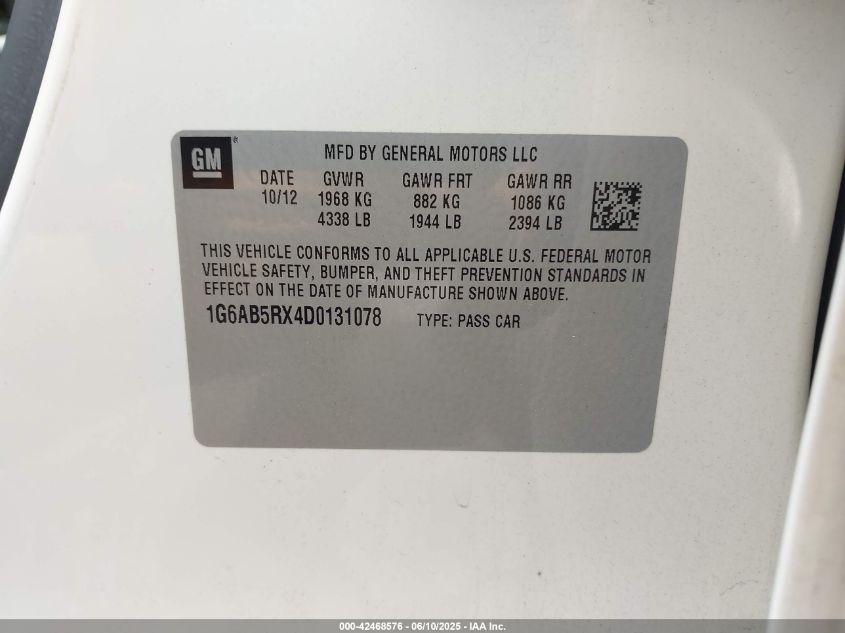 GM
MFD BY GENERAL MOTORS LLC
DATE GVWR GAWR FRT GAWR RR
10/12 1968 KG 882 KG 1086 KG
4338 LB 1944 LB 2394 LB
THIS VEHICLE CONFORMS TO ALL APPLICABLE U.S. FEDERAL MOTOR
VEHICLE SAFETY, BUMPER, AND THEFT PREVENTION STANDARDS IN
EFFECT ON THE DATE OF MANUFACTURE SHOWN ABOVE.
1G6AB5RX4D0131078 TYPE: PASS CAR
000-42468576 - 06/10/2025 - IAA Inc.